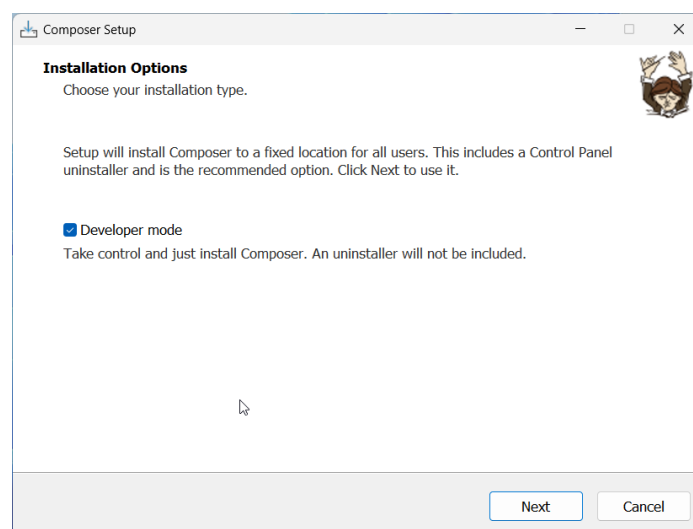 Composer Setup
Installation Options
Choose your installation type.
Setup will install Composer to a fixed location for all users. This includes a Control Panel
uninstaller and is the recommended option. Click Next to use it.
Developer mode
Take control and just install Composer. An uninstaller will not be included.
Next
Cancel